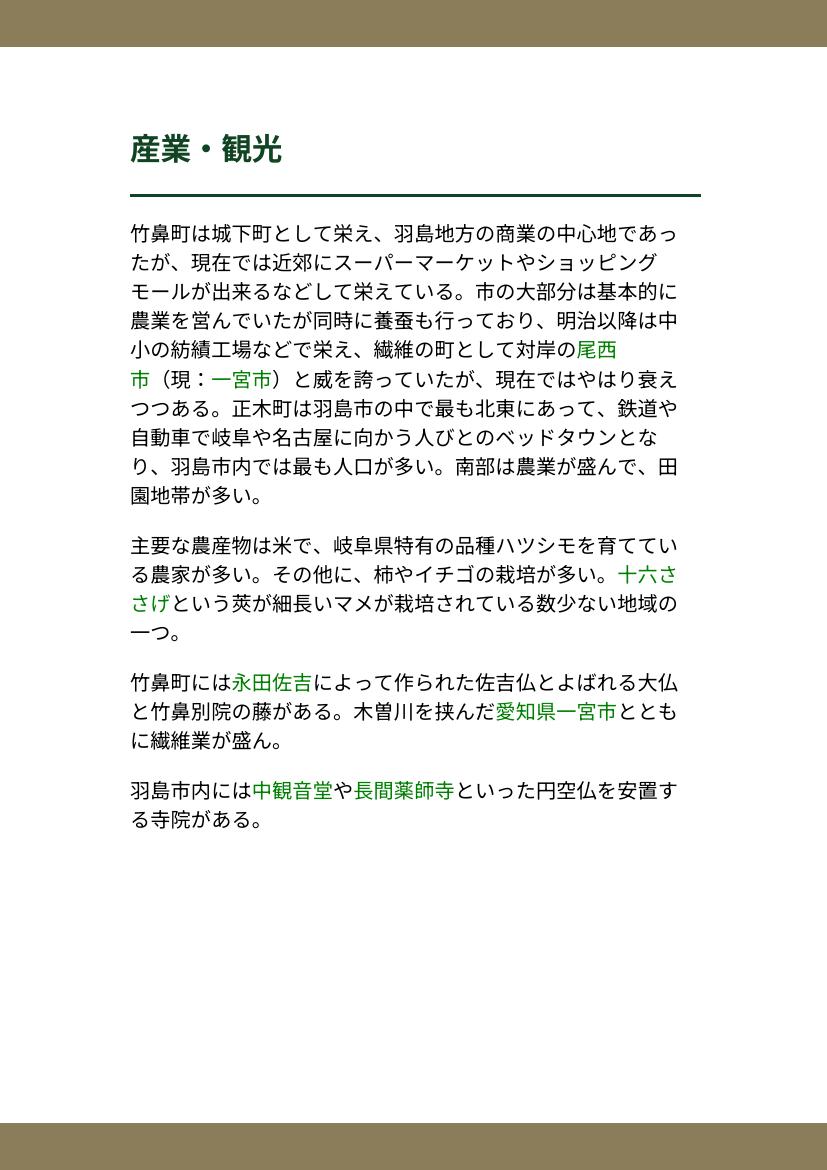 産業・観光
竹鼻町は城下町として栄え、羽島地方の商業の中心地であっ
たが、現在では近郊にスーパーマーケットやショッピング
モールが出来るなどして栄えている。市の大部分は基本的に
農業を営んでいたが同時に養蚕も行っており、明治以降は中
小の紡績工場などで栄え、繊維の町として対岸の尾西
市（現：一宮市）と威を誇っていたが、現在ではやはり衰え
つつある。正木町は羽島市の中で最も北東にあって、鉄道や
自動車で岐阜や名古屋に向かう人びとのベッドタウンとな
り、羽島市内では最も人口が多い。南部は農業が盛んで、田
園地帯が多い。
主要な農産物は米で、岐阜県特有の品種ハツシモを育ててい
る農家が多い。その他に、柿やイチゴの栽培が多い。十六さ
さげという莢が細長いマメが栽培されている数少ない地域の
一つ。
竹鼻町には永田佐吉によって作られた佐吉仏とよばれる大仏
と竹鼻別院の藤がある。木曽川を挟んだ愛知県一宮市ととも
に繊維業が盛ん。
羽島市内には中観音堂や長間薬師寺といった円空仏を安置す
る寺院がある。